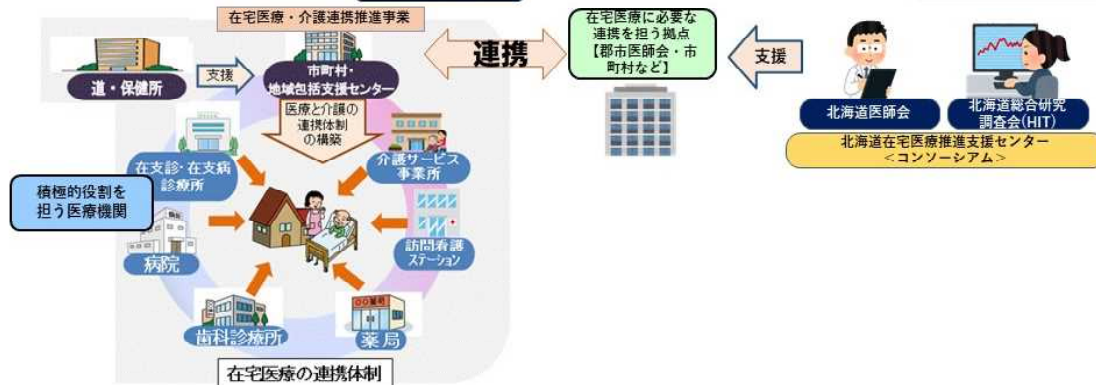 在宅医療・介護連携推進事業
道・保健所
支援
市町村・
地域包括支援センター
医療と介護の
連携体制
の構築
在支診・在支病
診療所
介護サービス
事業所
積極的役割を
担う医療機関
病院
訪問看護
ステーション
歯科診療所
〇〇薬局
薬局
在宅医療の連携体制
連携
在宅医療に必要な
連携を担う拠点
【郡市医師会・市
町村など】
支援
北海道医師会
北海道総合研究
調査会(HIT)
北海道在宅医療推進支援センター
<コンソーシアム>